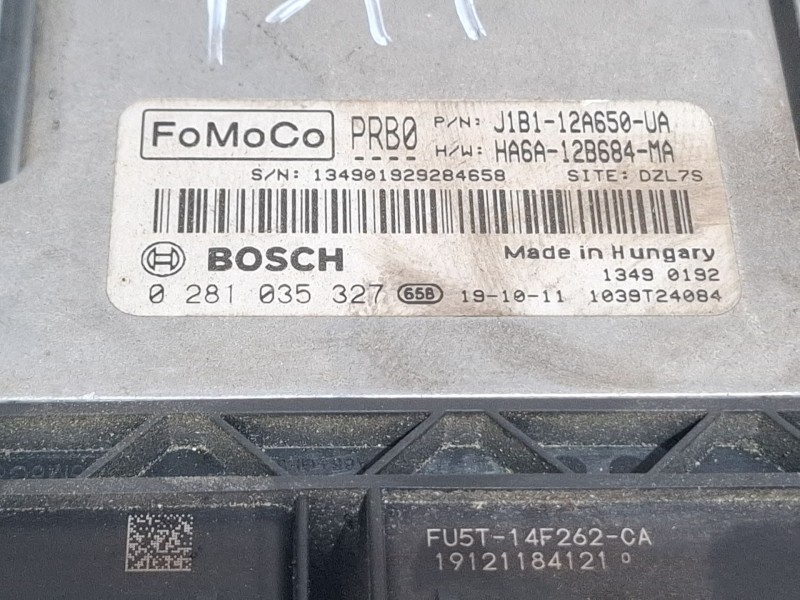 FoMoCo PRB0 P/N: J1B1-12A650-UA
H/W: HA6A-12B684-MA
S/N: 134901929284658 SITE: DZL7S
BOSCH Made in Hungary
1349 0192
0 281 035 327 658 19-10-11 1039T24084
FU5T-14F262-CA
19121184121